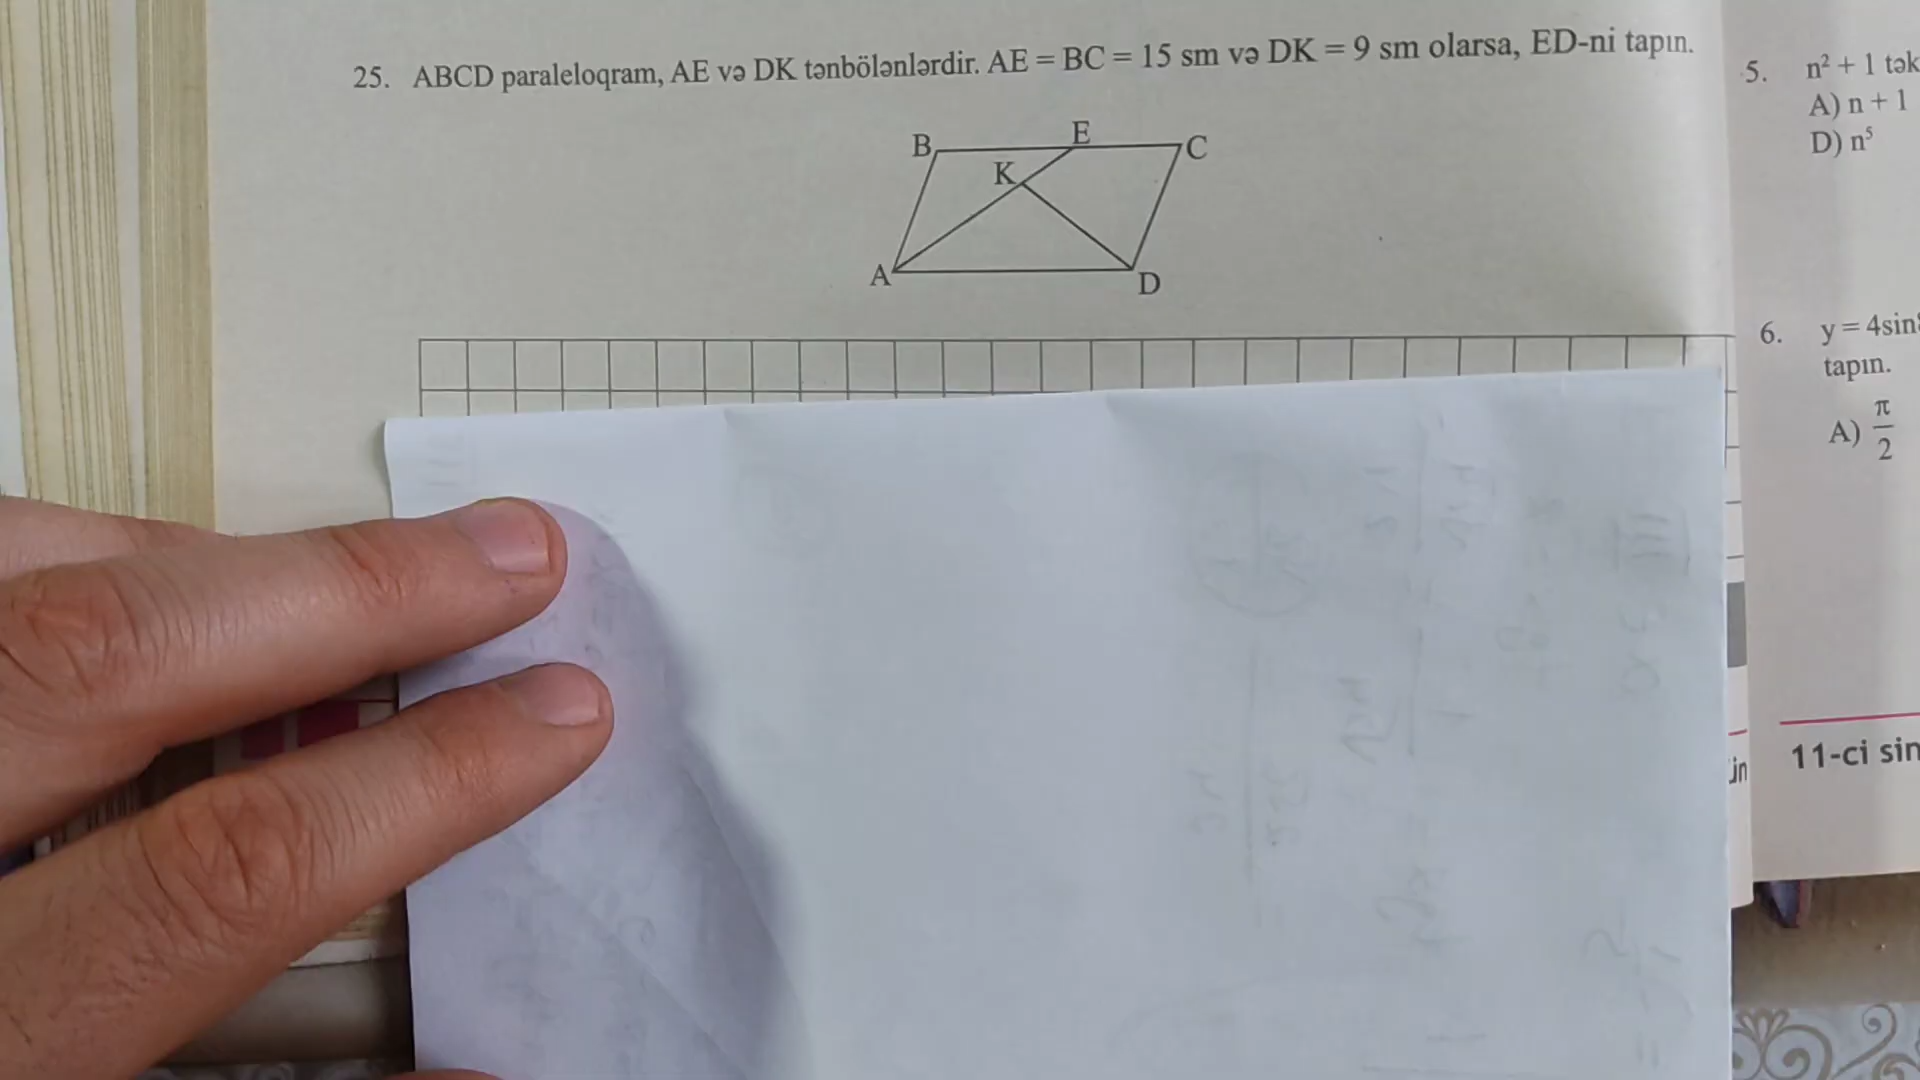 25. ABCD paraleloqram, AE və DK tənbölənlərdir. AE = BC = 15 sm və DK = 9 sm olarsa, ED-ni tapın.
B
E
C
K
A
D
5. n² + 1 tək
A) n + 1
D) n⁵
6. y = 4sin
tapın.
A) π/2
11-ci sin